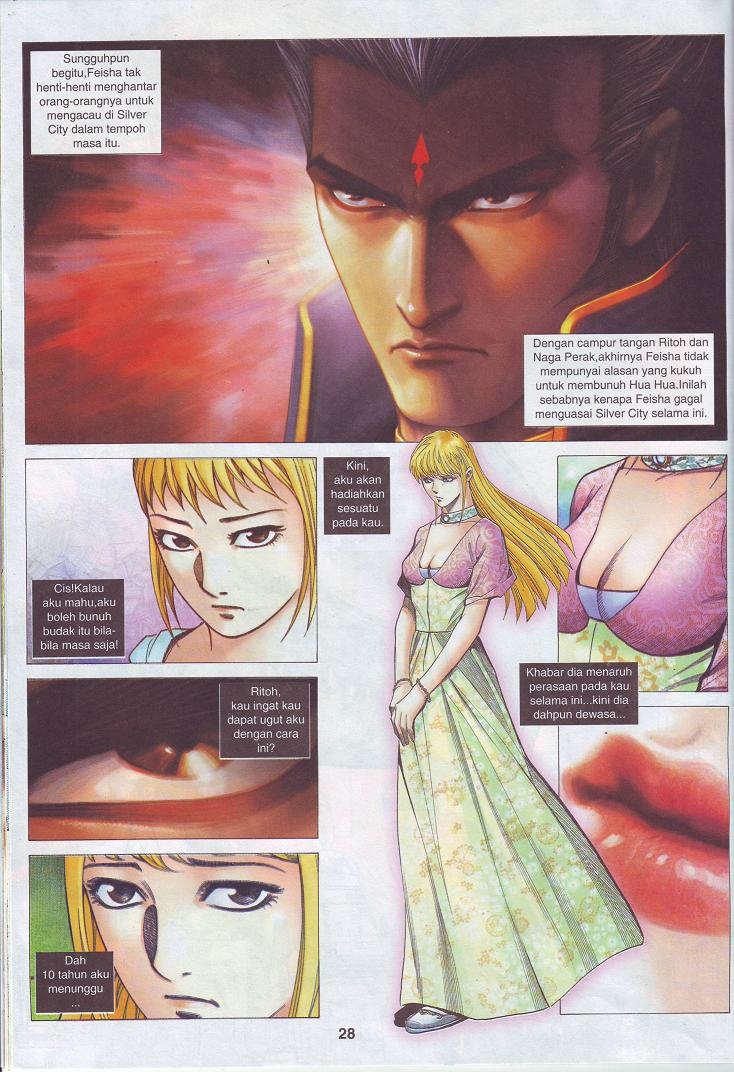 Sungguhpun
begitu,Feisha tak
henti-henti menghantar
orang-orangnya untuk
mengacau di Silver
City dalam tempoh
masa itu.
Dengan campur tangan Ritoh dan
Naga Perak,akhirnya Feisha tidak
mempunyai alasan yang kukuh
untuk membunuh Hua Hua.Inilah
sebabnya kenapa Feisha gagal
menguasai Silver City selama ini.
Cis!Kalau
aku mahu,aku
boleh bunuh
budak itu bila-
bila masa saja!
Ritoh,
kau ingat kau
dapat ugut aku
dengan cara
ini?
Dah
10 tahun aku
menunggu
...
Kini,
aku akan
hadiahkan
sesuatu
pada kau.
Khabar dia menaruh
perasaan pada kau
selama ini...kini dia
dahpun dewasa...
28